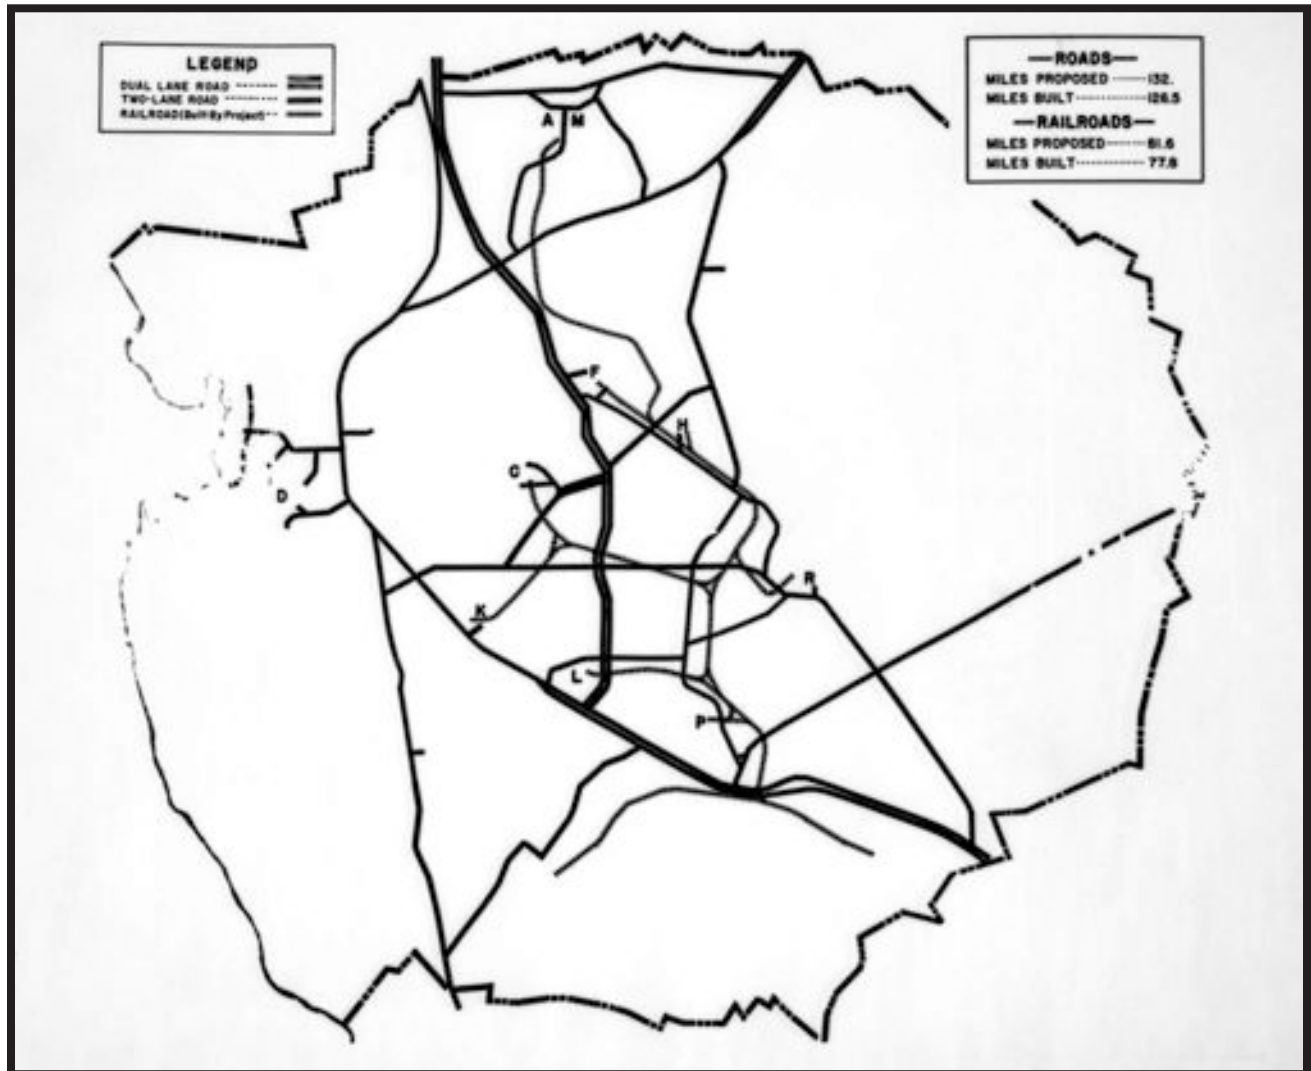 LEGEND
DUAL LANE ROAD
TWO-LANE ROAD
RAILROAD (Built By Project)
—ROADS—
MILES PROPOSED ------ 132.
MILES BUILT ------------ 126.5
—RAILROADS—
MILES PROPOSED ------ 81.6
MILES BUILT ------------ 77.8
A M
F
H
G
D
R
K
L
P